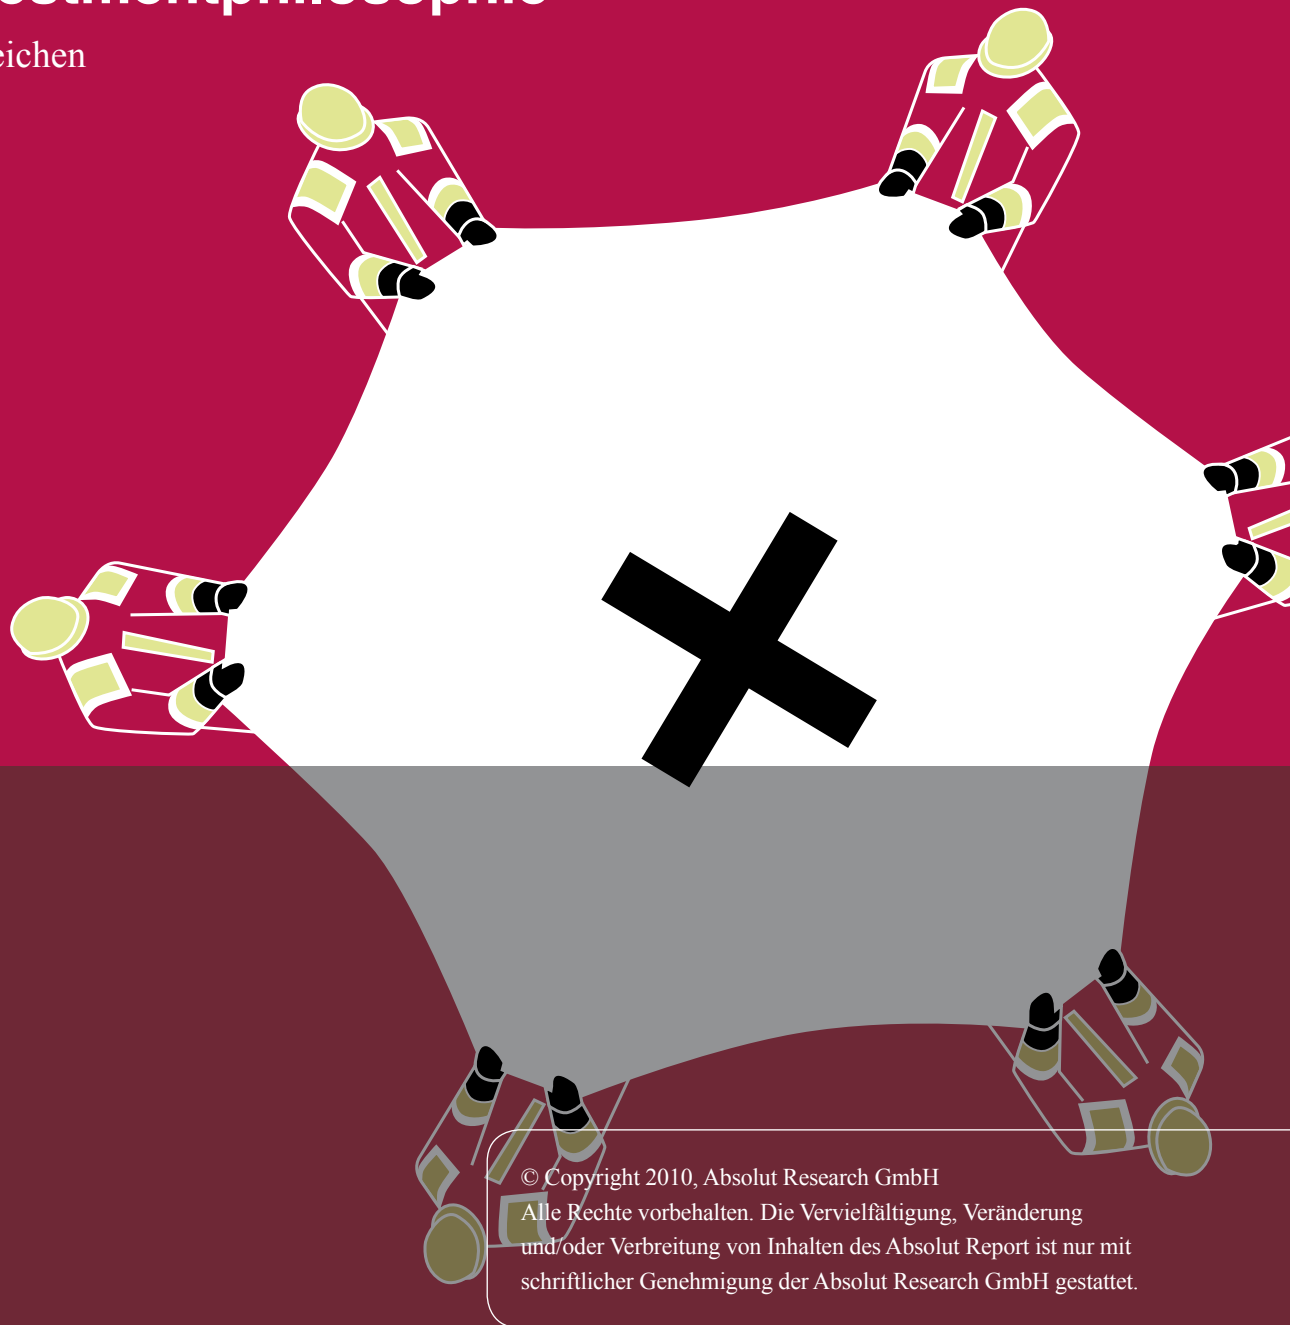 estmentphilosophie
eichen
© Copyright 2010, Absolut Research GmbH
Alle Rechte vorbehalten. Die Vervielfältigung, Veränderung
und/oder Verbreitung von Inhalten des Absolut Report ist nur mit
schriftlicher Genehmigung der Absolut Research GmbH gestattet.